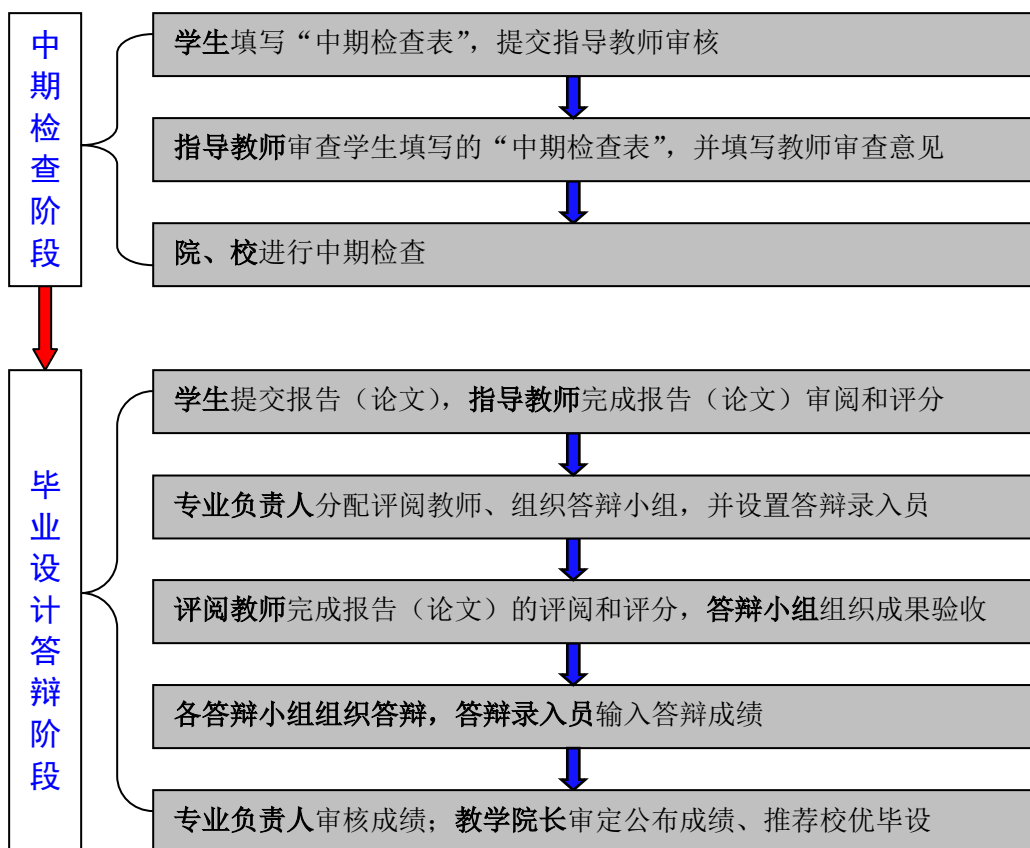 中期检查阶段
学生填写“中期检查表”，提交指导教师审核
指导教师审查学生填写的“中期检查表”，并填写教师审查意见
院、校进行中期检查
毕业设计答辩阶段
学生提交报告（论文），指导教师完成报告（论文）审阅和评分
专业负责人分配评阅教师、组织答辩小组，并设置答辩录入员
评阅教师完成报告（论文）的评阅和评分，答辩小组组织成果验收
各答辩小组组织答辩，答辩录入员输入答辩成绩
专业负责人审核成绩；教学院长审定公布成绩、推荐校优毕设